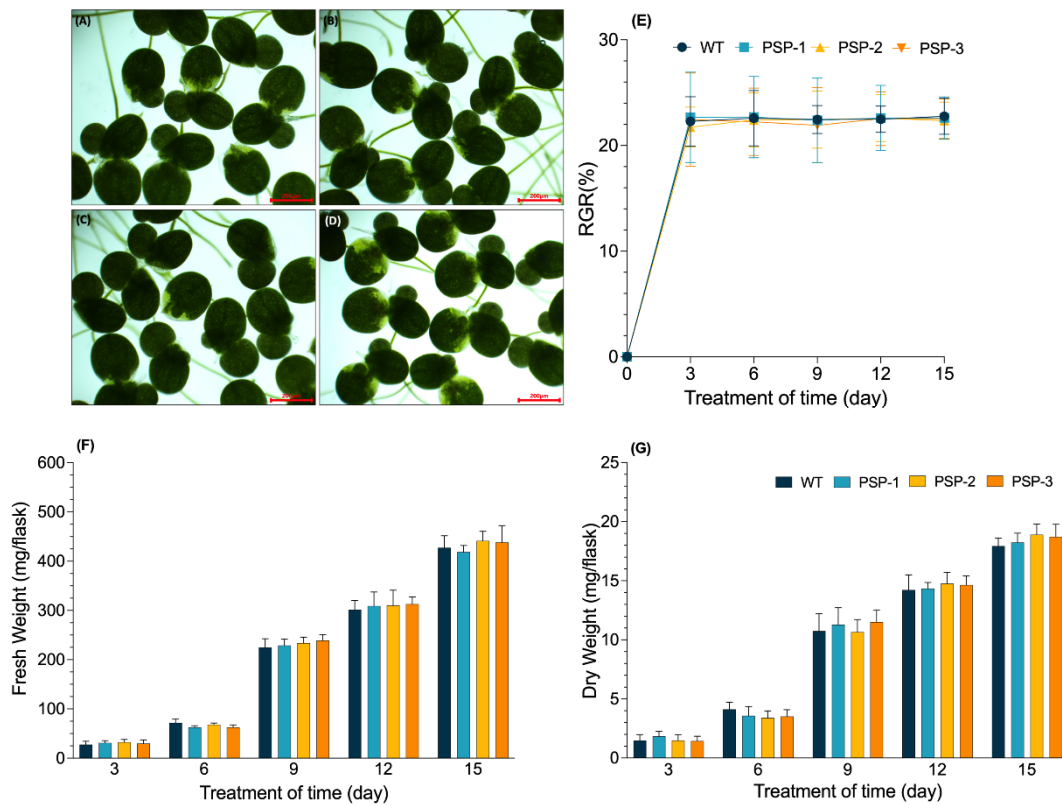 (A)
(B)
200μm
200μm
(C)
(D)
200μm
200μm
(E)
WT PSP-1 PSP-2 PSP-3
RGR(%)
30
20
10
0
0 3 6 9 12 15
Treatment of time (day)
(F)
Fresh Weight (mg/flask)
600
500
400
300
200
100
0
3 6 9 12 15
Treatment of time (day)
(G)
WT PSP-1 PSP-2 PSP-3
Dry Weight (mg/flask)
25
20
15
10
5
0
3 6 9 12 15
Treatment of time (day)